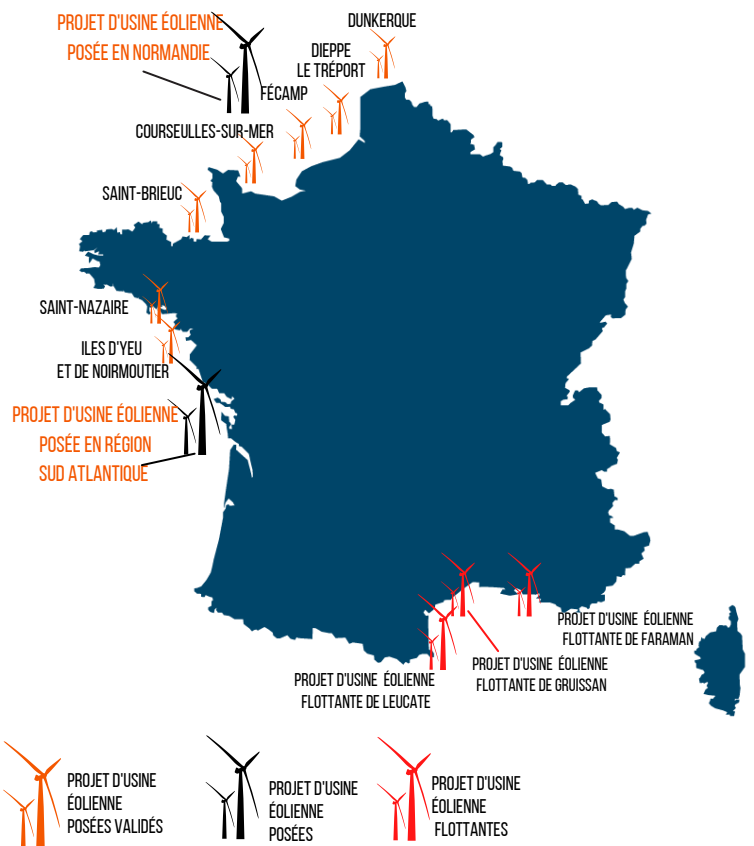 PROJET D'USINE ÉOLIENNE
POSÉE EN NORMANDIE
DUNKERQUE
DIEPPE
LE TRÉPORT
FÉCAMP
COURSEULLES-SUR-MER
SAINT-BRIEUC
SAINT-NAZAIRE
ILES D'YEU
ET DE NOIRMOUTIER
PROJET D'USINE ÉOLIENNE
POSÉE EN RÉGION
SUD ATLANTIQUE
PROJET D'USINE ÉOLIENNE
FLOTTANTE DE FARAMAN
PROJET D'USINE ÉOLIENNE
FLOTTANTE DE GRUISSAN
PROJET D'USINE ÉOLIENNE
FLOTTANTE DE LEUCATE
PROJET D'USINE
ÉOLIENNE
POSÉES VALIDÉS
PROJET D'USINE
ÉOLIENNE
POSÉES
PROJET D'USINE
ÉOLIENNE
FLOTTANTES